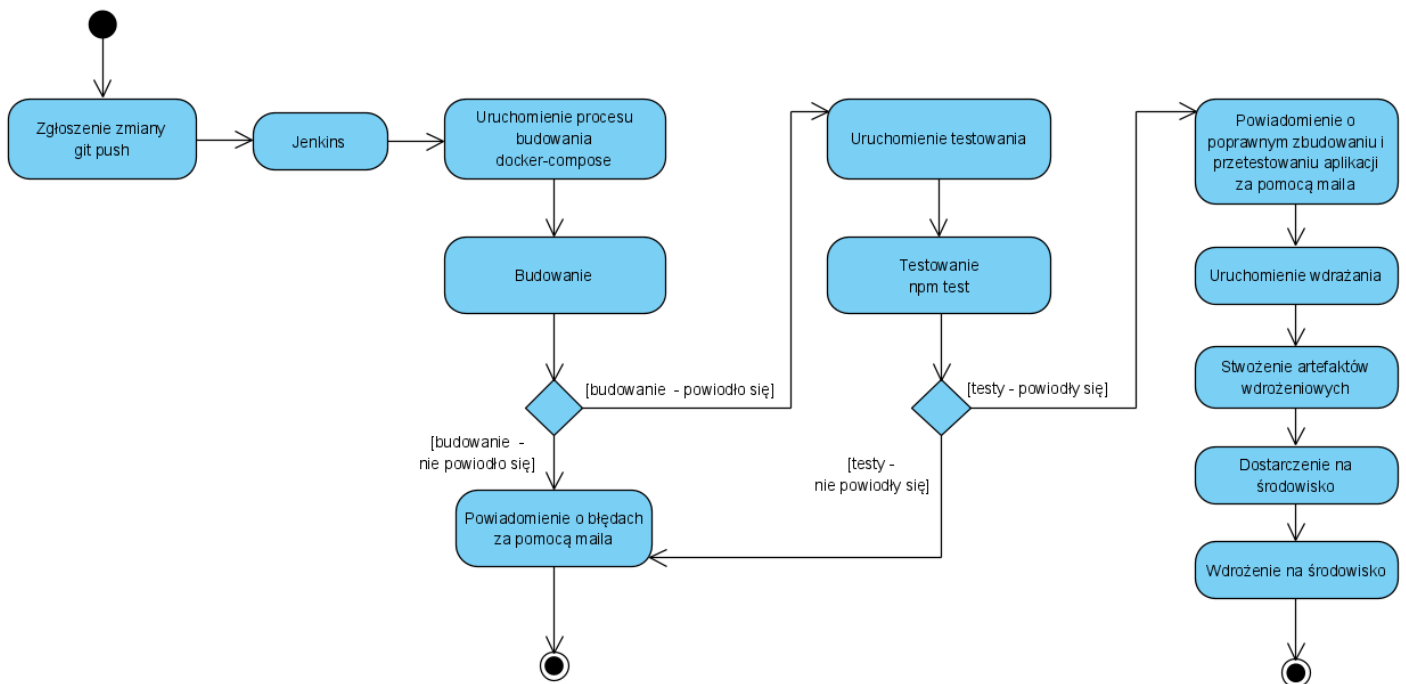 Zgłoszenie zmiany
git push
Jenkins
Uruchomienie procesu
budowania
docker-compose
Budowanie
[budowanie - powiodło się]
[budowanie -
nie powiodło się]
Powiadomienie o błędach
za pomocą maila
Uruchomienie testowania
Testowanie
npm test
[testy - powiodły się]
[testy -
nie powiodły się]
Powiadomienie o
poprawnym zbudowaniu i
przetestowaniu aplikacji
za pomocą maila
Uruchomienie wdrażania
Stwożenie artefaktów
wdrożeniowych
Dostarczenie na
środowisko
Wdrożenie na środowisko